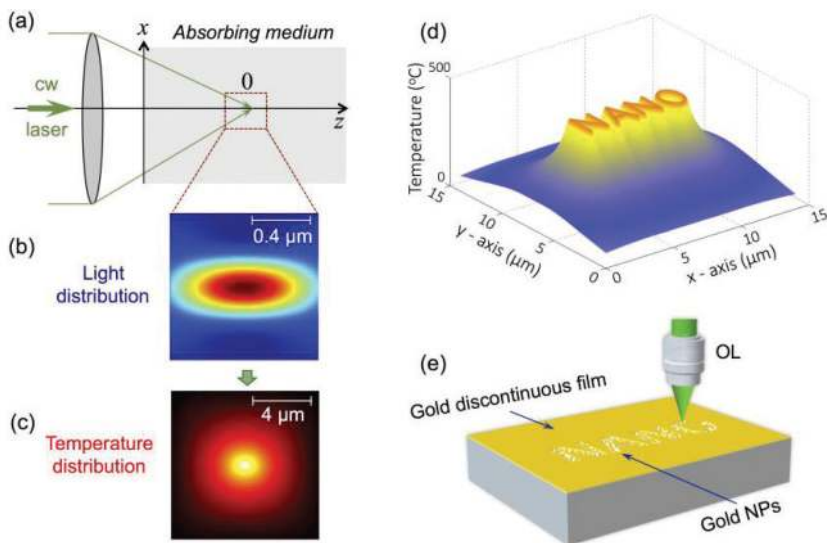 (a)
x
Absorbing medium
0
cw
laser
z
(b)
0.4 μm
Light
distribution
(c)
4 μm
Temperature
distribution
(d)
Temperature (°C)
500
0
NANO
15
10
5
0
y - axis (μm)
0
5
10
15
x - axis (μm)
(e)
OL
Gold discontinuous film
Gold NPs